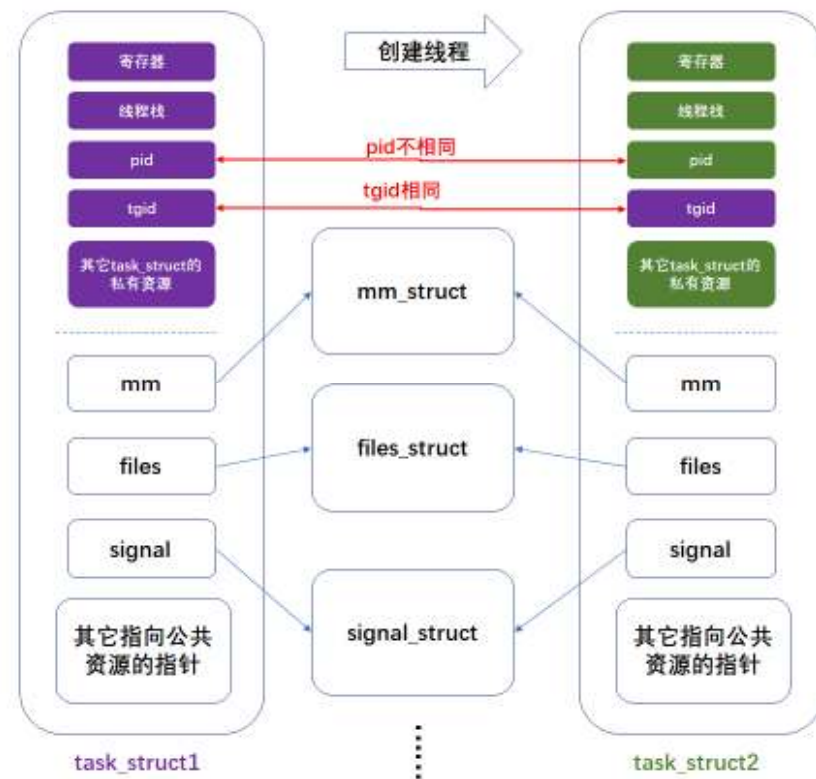 创建线程
寄存器
线程栈
pid
tgid
其它task_struct的
私有资源
mm
files
signal
其它指向公共
资源的指针
task_struct1
pid不相同
tgid相同
mm_struct
files_struct
signal_struct
寄存器
线程栈
pid
tgid
其它task_struct的
私有资源
mm
files
signal
其它指向公共
资源的指针
task_struct2